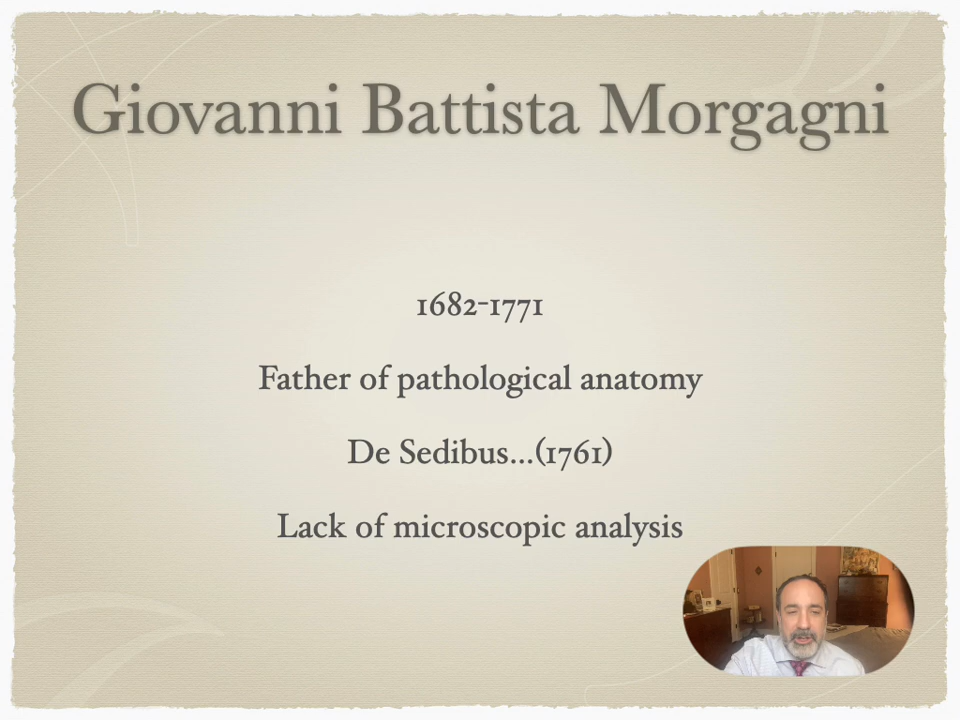 Giovanni Battista Morgagni
1682-1771
Father of pathological anatomy
De Sedibus...(1761)
Lack of microscopic analysis